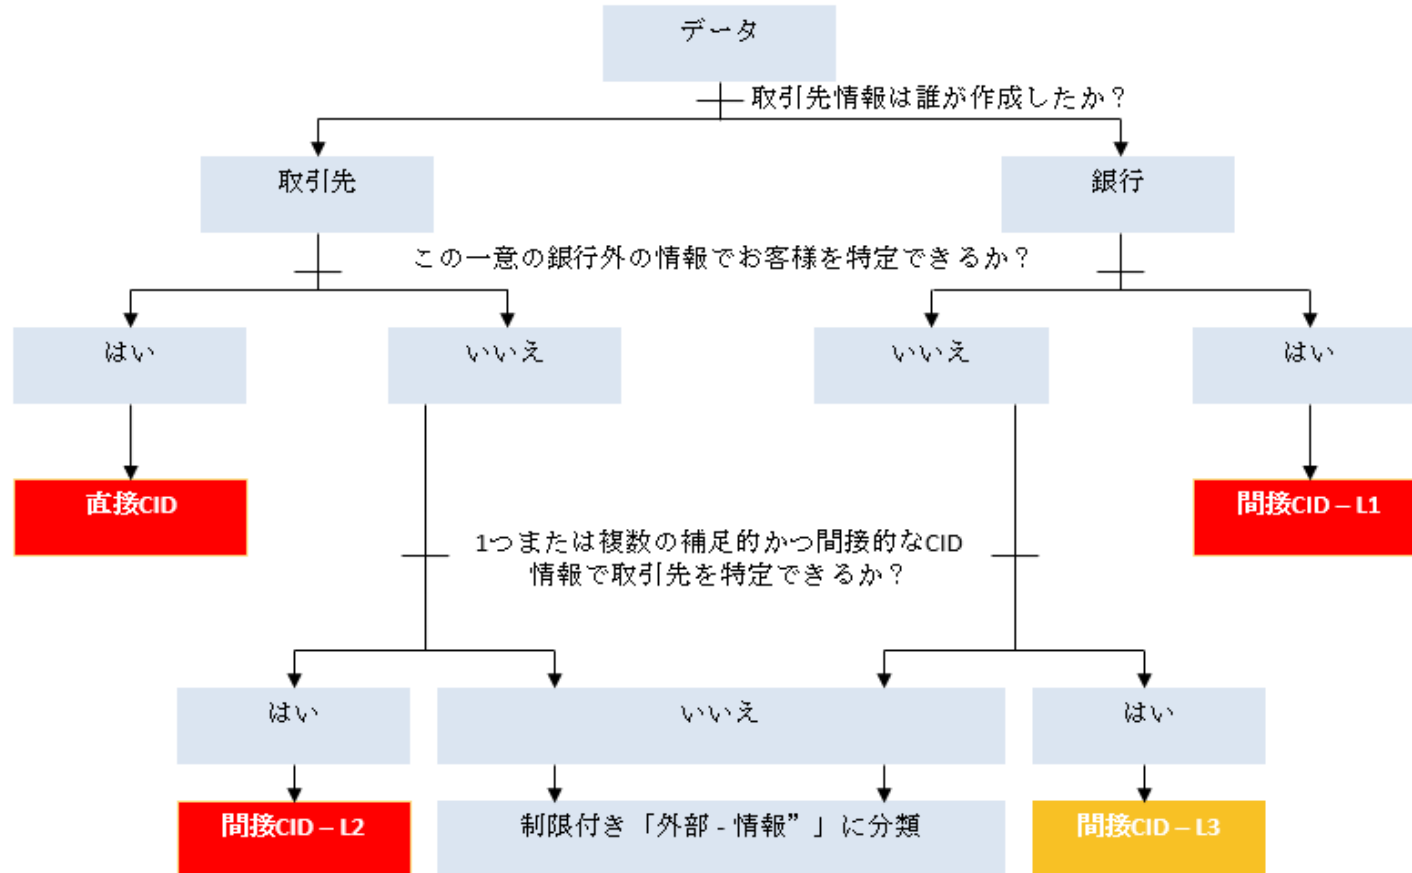 データ
取引先情報は誰が作成したか？
取引先
銀行
この一意の銀行外の情報でお客様を特定できるか？
はい
いいえ
いいえ
はい
直接CID
間接CID – L1
1つまたは複数の補足的かつ間接的なCID
情報で取引先を特定できるか？
はい
いいえ
はい
間接CID – L2
制限付き「外部 - 情報”」に分類
間接CID – L3